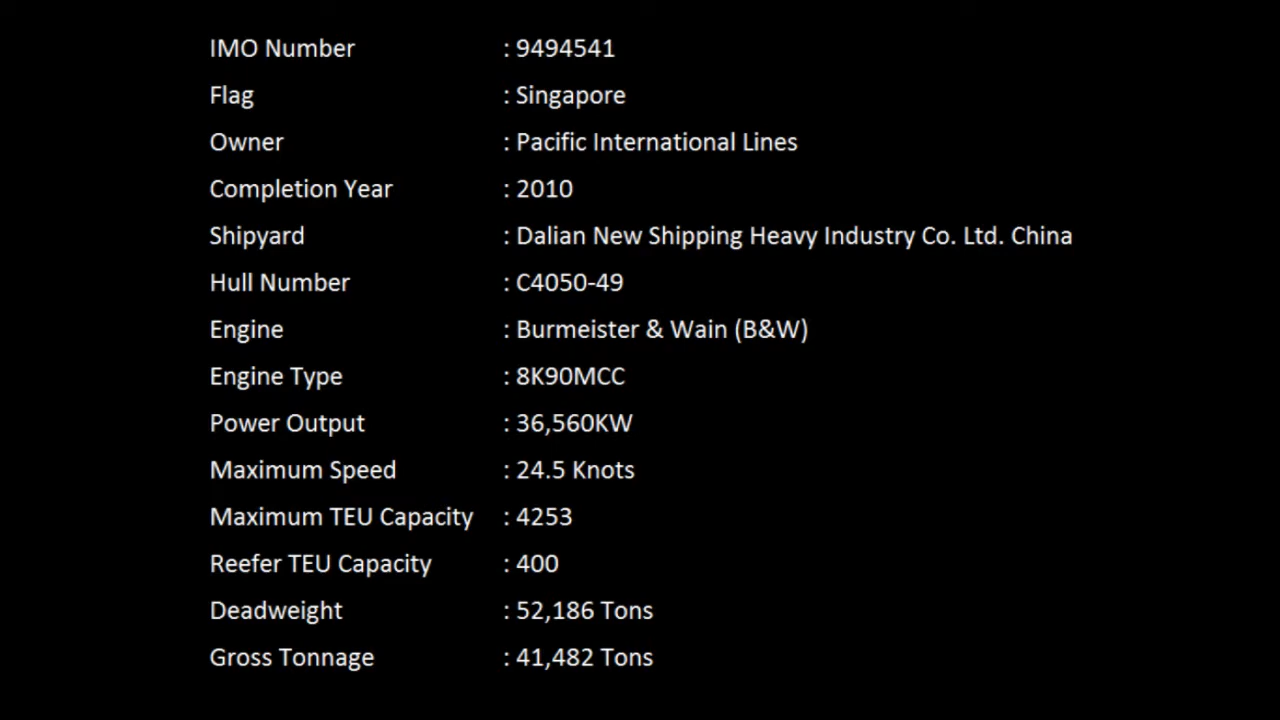 IMO Number : 9494541
Flag : Singapore
Owner : Pacific International Lines
Completion Year : 2010
Shipyard : Dalian New Shipping Heavy Industry Co. Ltd. China
Hull Number : C4050-49
Engine : Burmeister & Wain (B&W)
Engine Type : 8K90MCC
Power Output : 36,560KW
Maximum Speed : 24.5 Knots
Maximum TEU Capacity : 4253
Reefer TEU Capacity : 400
Deadweight : 52,186 Tons
Gross Tonnage : 41,482 Tons